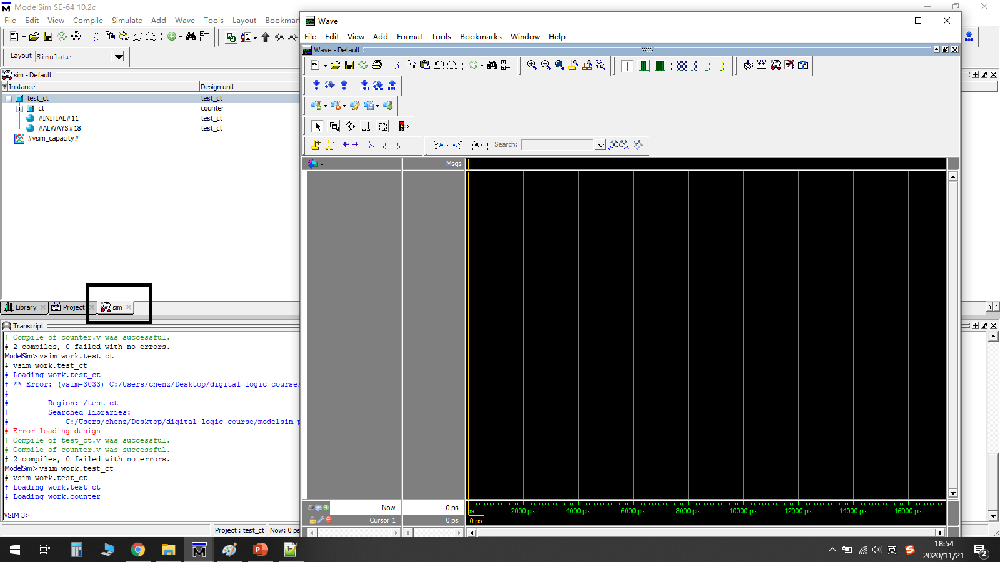 ModelSim SE-64 10.2c
File Edit View Compile Simulate Add Wave Tools Layout Bookmar
Layout Simulate
sim - Default
Instance Design unit
test_ct test_ct
ct counter
#INITIAL#11 test_ct
#ALWAYS#18 test_ct
#vsim_capacity#
Library Project sim
Transcript
# Compile of counter.v was successful.
# 2 compiles, 0 failed with no errors.
ModelSim> vsim work.test_ct
# vsim work.test_ct
# Loading work.test_ct
# ** Error: (vsim-3033) C:/Users/chenz/Desktop/digital logic course/
#
# Region: /test_ct
# Searched libraries:
# C:/Users/chenz/Desktop/digital logic course/modelsim-p
# Error loading design
# Compile of test_ct.v was successful.
# Compile of counter.v was successful.
# 2 compiles, 0 failed with no errors.
ModelSim> vsim work.test_ct
# vsim work.test_ct
# Loading work.test_ct
# Loading work.counter
VSIM 3>
Project : test_ct Now: 0 ps
Wave
File Edit View Add Format Tools Bookmarks Window Help
Wave - Default
Search:
Msgs
Now 0 ps
ps 2000 ps 4000 ps 6000 ps 8000 ps 10000 ps 12000 ps 14000 ps 16000 ps
Cursor 1 0 ps 0 ps
英
18:54
2020/11/21
2